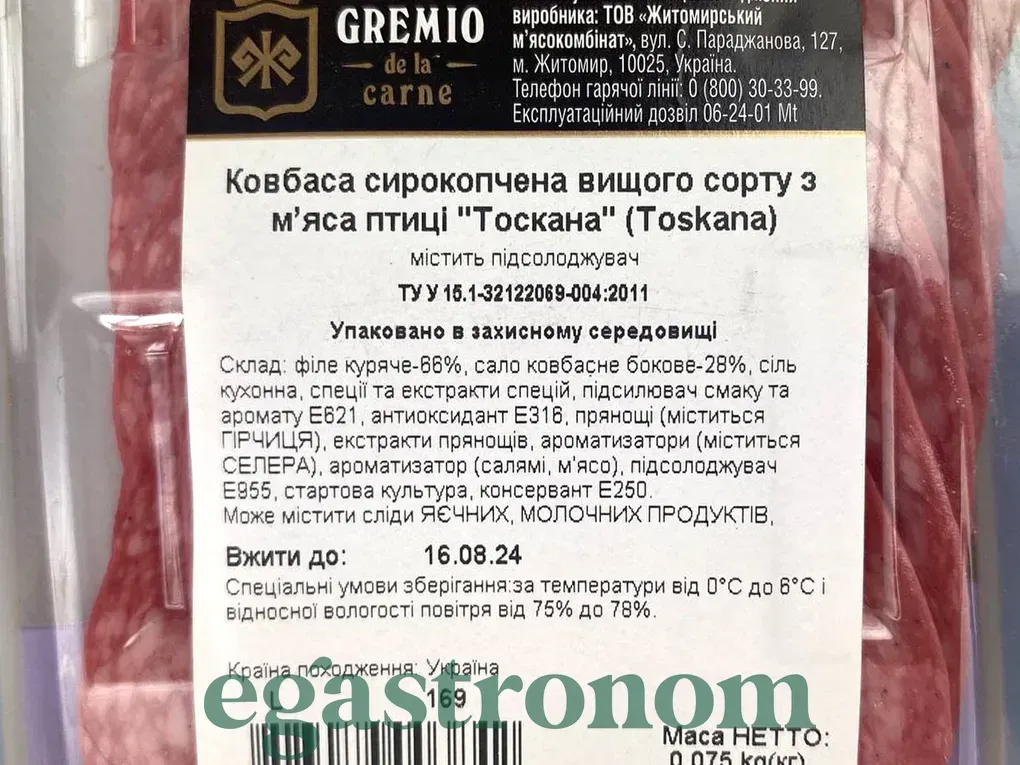 GREMIO
de la
carne
виробника: ТОВ «Житомирський
м'ясокомбінат», вул. С. Параджанова, 127,
м. Житомир, 10025, Україна.
Телефон гарячої лінії: 0 (800) 30-33-99.
Експлуатаційний дозвіл 06-24-01 Mt
Ковбаса сирокопчена вищого сорту з
м’яса птиці "Тоскана" (Toskana)
містить підсолоджувач
ТУ У 15.1-32122069-004:2011
Упаковано в захисному середовищі
Склад: філе куряче-66%, сало ковбасне бокове-28%, сіль
кухонна, спеції та екстракти спецій, підсилювач смаку та
аромату Е621, антиоксидант Е316, прянощі (міститься
ГІРЧИЦЯ), екстракти прянощів, ароматизатори (міститься
СЕЛЕРА), ароматизатор (салямі, м'ясо), підсолоджувач
Е955, стартова культура, консервант Е250.
Може містити сліди ЯЄЧНИХ, МОЛОЧНИХ ПРОДУКТІВ,
Вжити до: 16.08.24
Спеціальні умови зберігання:за температури від 0°С до 6°С і
відносної вологості повітря від 75% до 78%.
Країна походження: Україна
L 169
egastronom
Маса НЕТТО:
0,075 kg(кг)